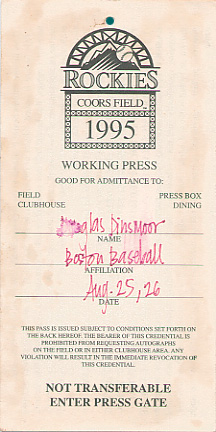 ROCKIES
COORS FIELD
1995
WORKING PRESS
GOOD FOR ADMITTANCE TO:
FIELD PRESS BOX
CLUBHOUSE DINING
Douglas Dinsmoor
NAME
Boston Baseball
AFFILIATION
Aug. 25, 26
DATE
THIS PASS IS ISSUED SUBJECT TO CONDITIONS SET FORTH ON
THE BACK HEREOF. THE BEARER OF THIS CREDENTIAL IS
PROHIBITED FROM REQUESTING AUTOGRAPHS
ON THE FIELD OR IN EITHER CLUBHOUSE AREA. ANY
VIOLATION WILL RESULT IN THE IMMEDIATE REVOCATION OF
THIS CREDENTIAL.
NOT TRANSFERABLE
ENTER PRESS GATE